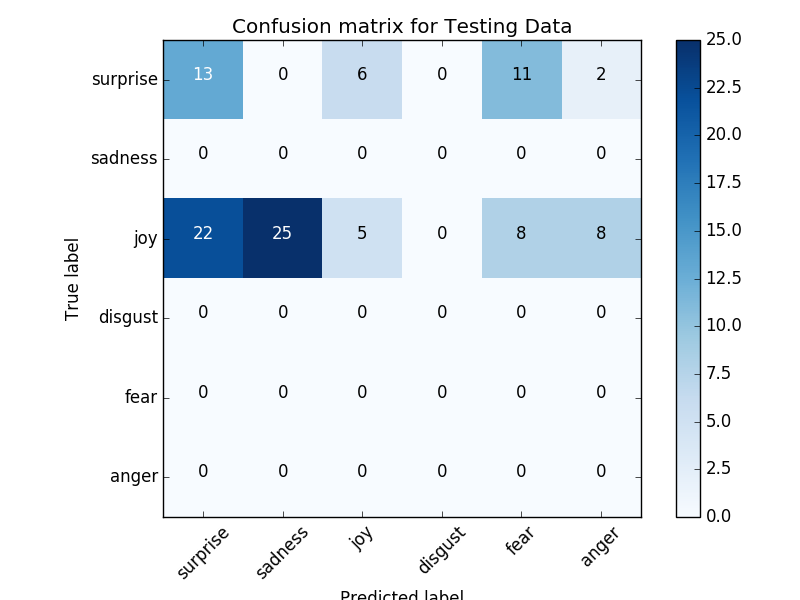 Confusion matrix for Testing Data
True label
surprise 13 0 6 0 11 2
sadness 0 0 0 0 0 0
joy 22 25 5 0 8 8
disgust 0 0 0 0 0 0
fear 0 0 0 0 0 0
anger 0 0 0 0 0 0
surprise sadness joy disgust fear anger
Predicted label
25.0
22.5
20.0
17.5
15.0
12.5
10.0
7.5
5.0
2.5
0.0